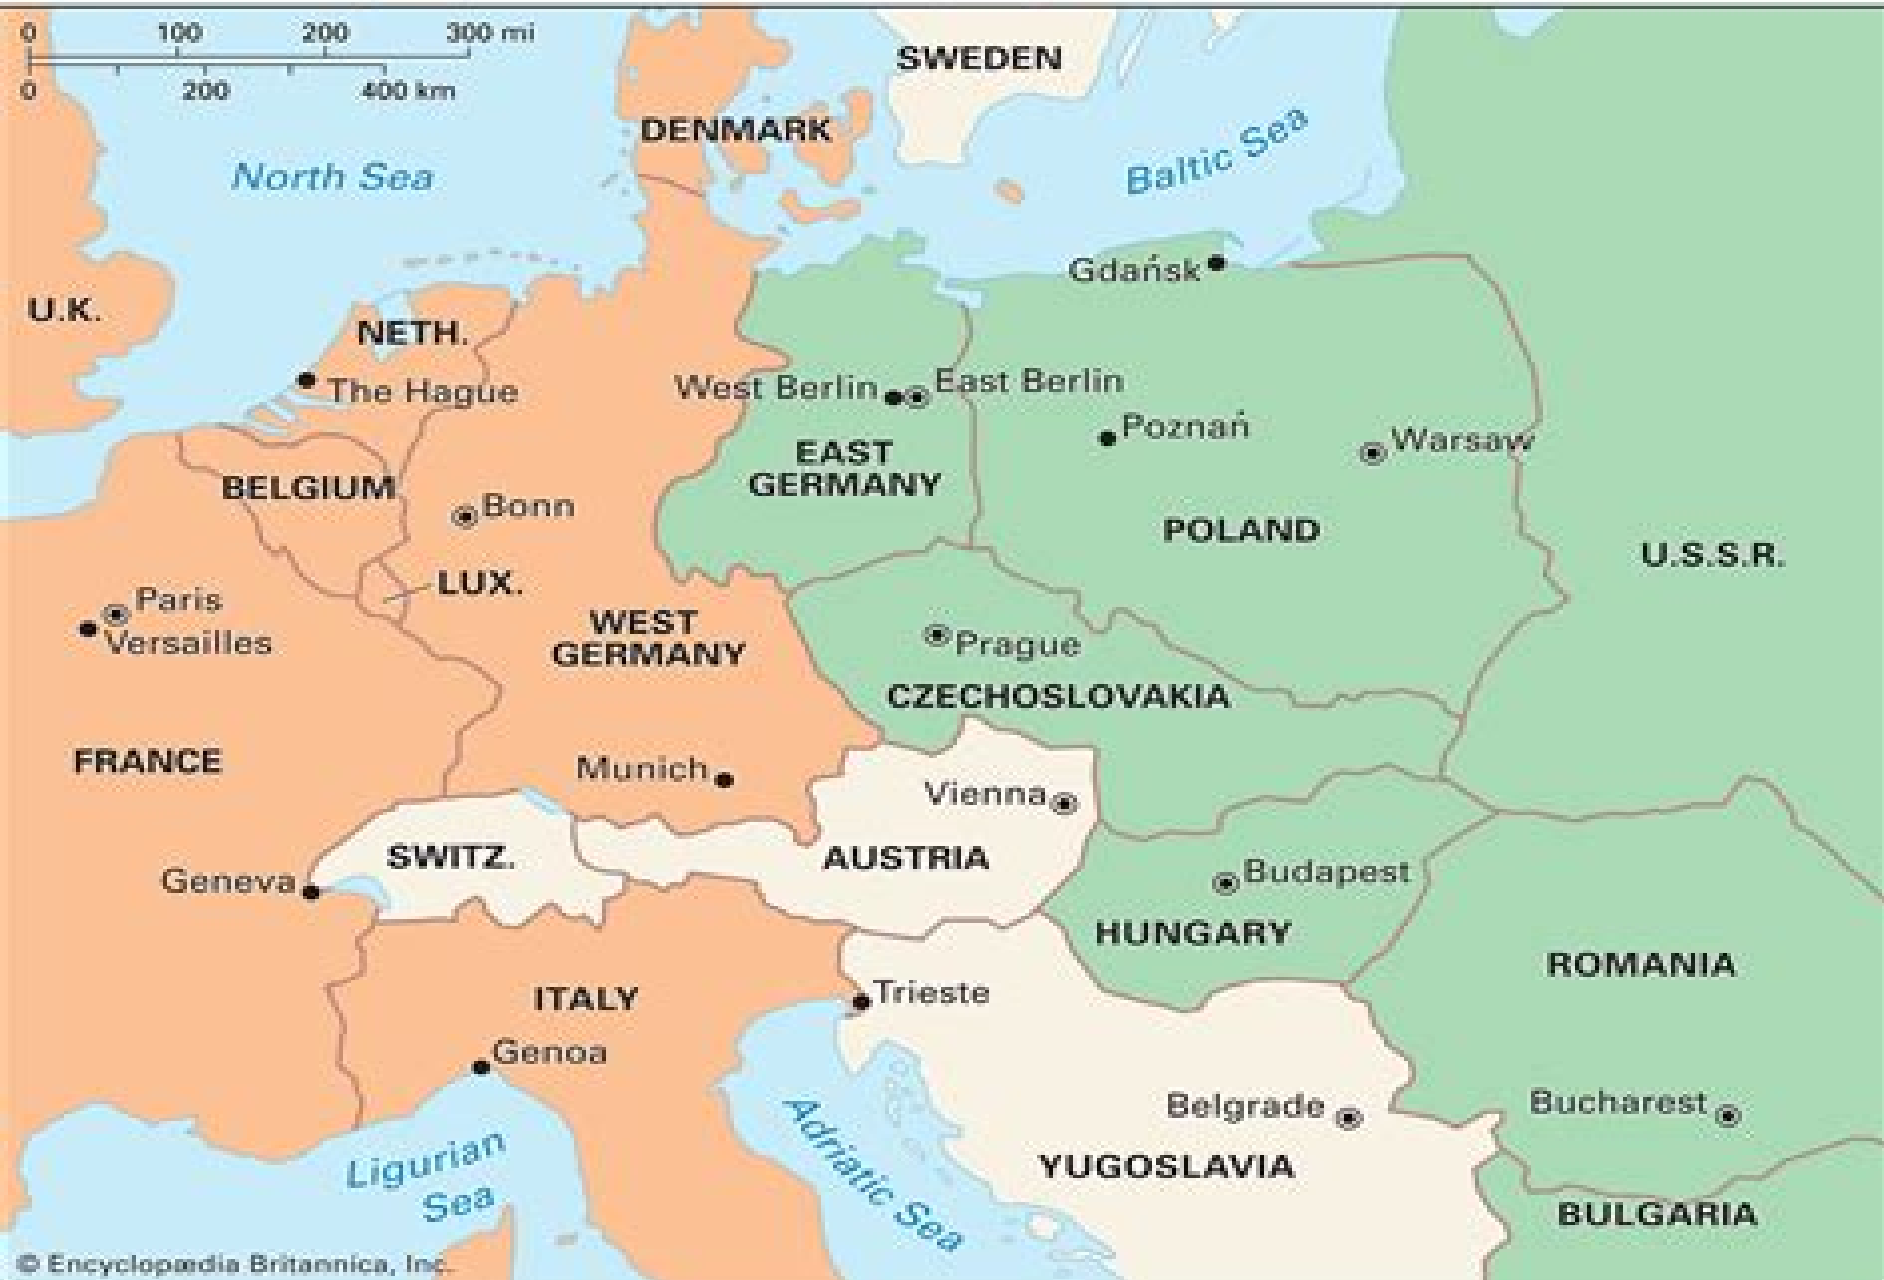 0 100 200 300 mi
0 200 400 km
SWEDEN
DENMARK
North Sea
Baltic Sea
Gdańsk
U.K.
NETH.
The Hague
West Berlin
East Berlin
Poznań
Warsaw
EAST
GERMANY
BELGIUM
Bonn
POLAND
U.S.S.R.
LUX.
Paris
Versailles
WEST
GERMANY
Prague
CZECHOSLOVAKIA
FRANCE
Munich
Vienna
SWITZ.
AUSTRIA
Geneva
Budapest
HUNGARY
ROMANIA
ITALY
Trieste
Genoa
Belgrade
Bucharest
Adriatic Sea
Ligurian
Sea
YUGOSLAVIA
BULGARIA
© Encyclopædia Britannica, Inc.